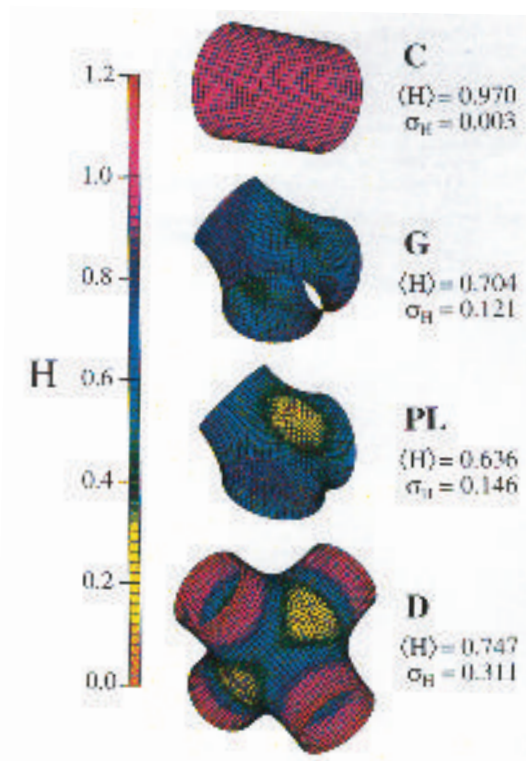 1.2
1.0
0.8
0.6
0.4
0.2
0.0
H
C
⟨H⟩ = 0.970
σH = 0.003
G
⟨H⟩ = 0.704
σH = 0.121
PL
⟨H⟩ = 0.636
σH = 0.146
D
⟨H⟩ = 0.747
σH = 0.311